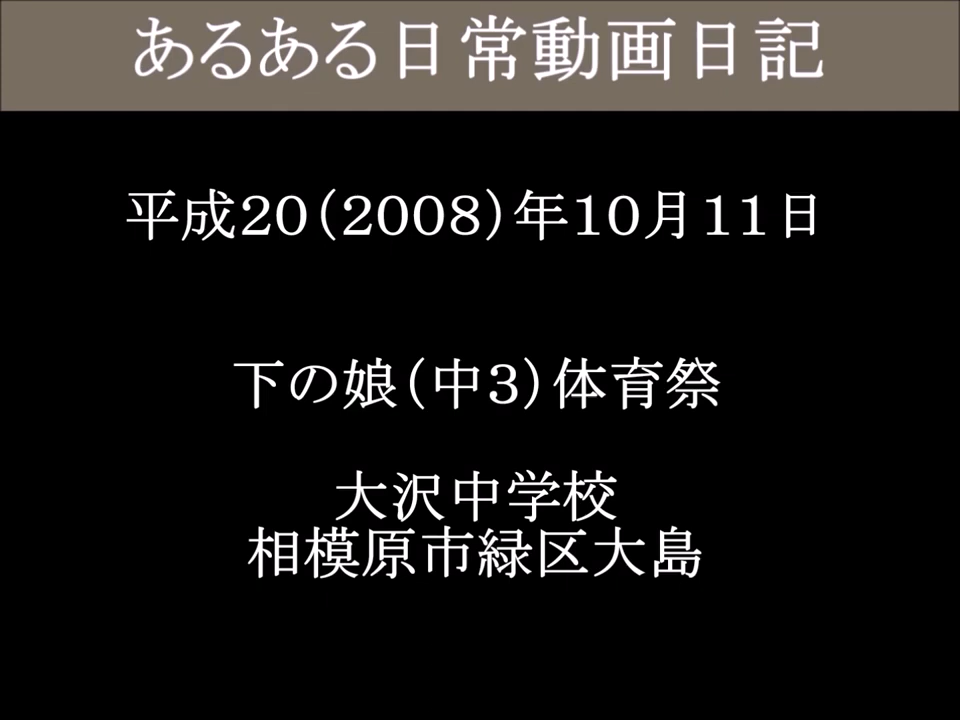 あるある日常動画日記
平成２０（２００８）年１０月１１日
下の娘（中３）体育祭
大沢中学校
相模原市緑区大島